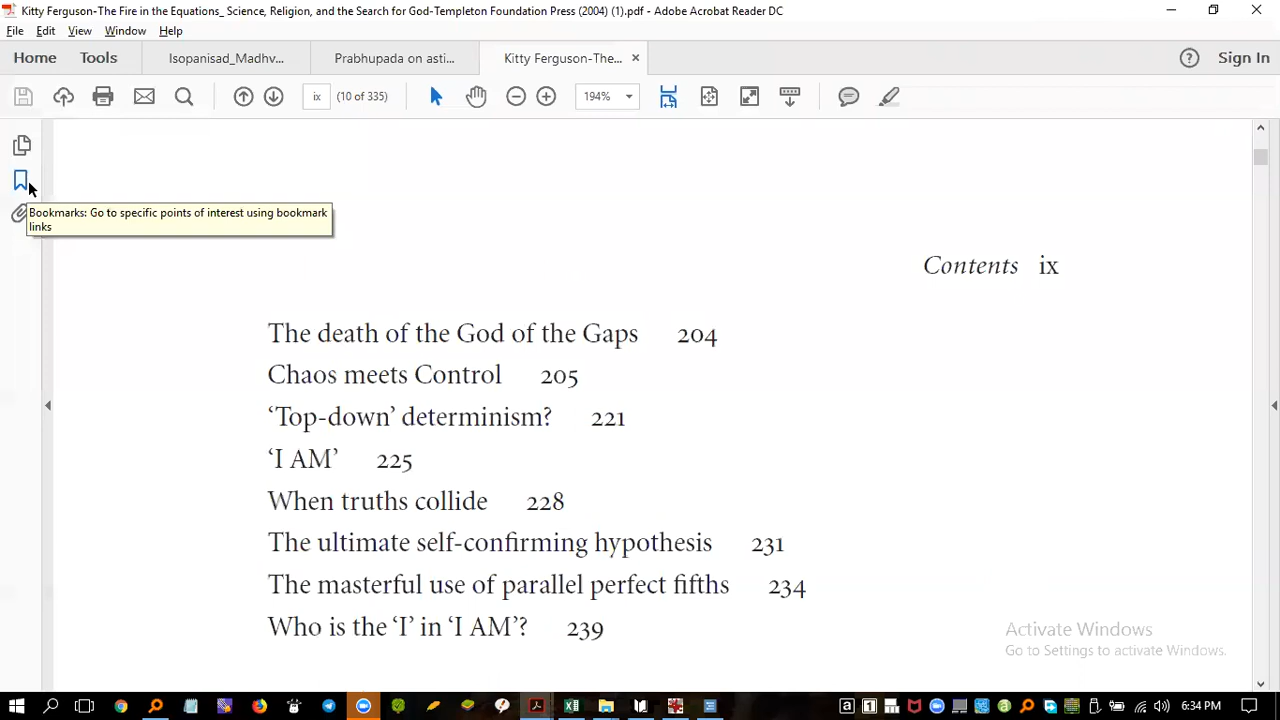 Kitty Ferguson-The Fire in the Equations_ Science, Religion, and the Search for God-Templeton Foundation Press (2004) (1).pdf - Adobe Acrobat Reader DC
File Edit View Window Help
Home Tools Isopanisad_Madhv... Prabhupada on asti... Kitty Ferguson-The... Sign In
ix (10 of 335) 194%
Bookmarks: Go to specific points of interest using bookmark
links
Contents ix
The death of the God of the Gaps 204
Chaos meets Control 205
‘Top-down’ determinism? 221
‘I AM’ 225
When truths collide 228
The ultimate self-confirming hypothesis 231
The masterful use of parallel perfect fifths 234
Who is the ‘I’ in ‘I AM’? 239
Activate Windows
Go to Settings to activate Windows.
6:34 PM